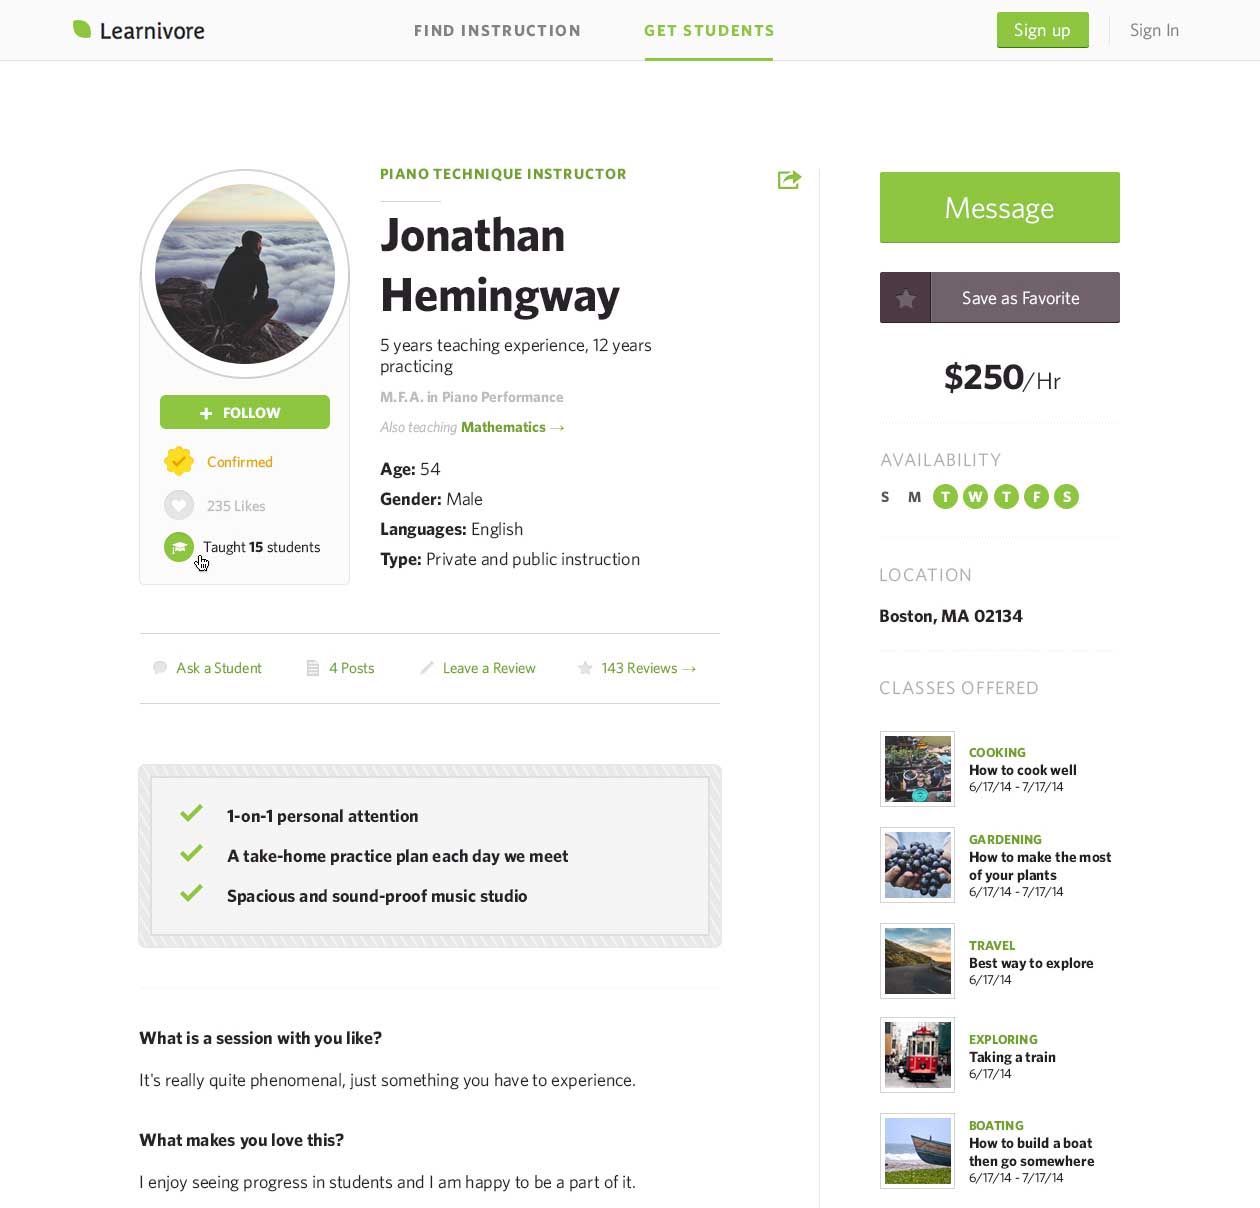 Learnivore
FIND INSTRUCTION
GET STUDENTS
Sign up
Sign In
PIANO TECHNIQUE INSTRUCTOR
Jonathan
Hemingway
5 years teaching experience, 12 years
practicing
M.F.A. in Piano Performance
Also teaching Mathematics →
Age: 54
Gender: Male
Languages: English
Type: Private and public instruction
+ FOLLOW
Confirmed
235 Likes
Taught 15 students
Ask a Student
4 Posts
Leave a Review
143 Reviews →
1-on-1 personal attention
A take-home practice plan each day we meet
Spacious and sound-proof music studio
What is a session with you like?
It's really quite phenomenal, just something you have to experience.
What makes you love this?
I enjoy seeing progress in students and I am happy to be a part of it.
Message
Save as Favorite
$250/Hr
AVAILABILITY
S M T W T F S
LOCATION
Boston, MA 02134
CLASSES OFFERED
COOKING
How to cook well
6/17/14 - 7/17/14
GARDENING
How to make the most
of your plants
6/17/14 - 7/17/14
TRAVEL
Best way to explore
6/17/14
EXPLORING
Taking a train
6/17/14
BOATING
How to build a boat
then go somewhere
6/17/14 - 7/17/14